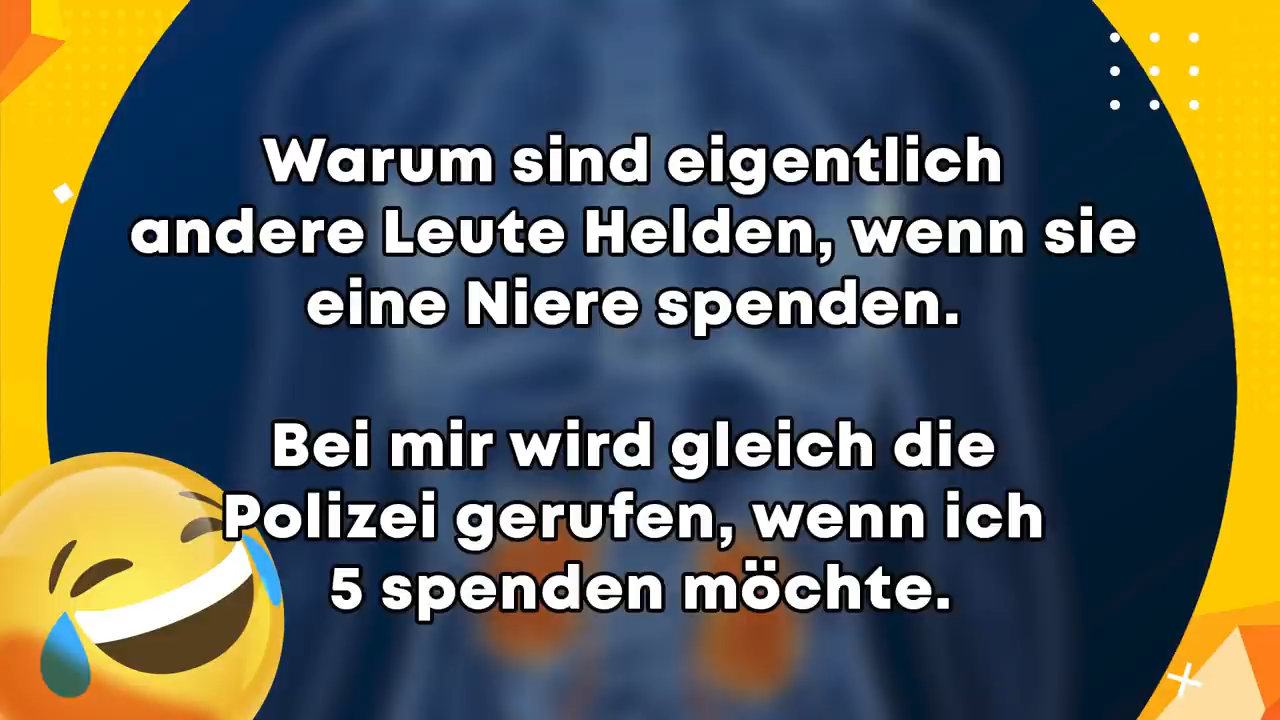 Warum sind eigentlich
andere Leute Helden, wenn sie
eine Niere spenden.
Bei mir wird gleich die
Polizei gerufen, wenn ich
5 spenden möchte.